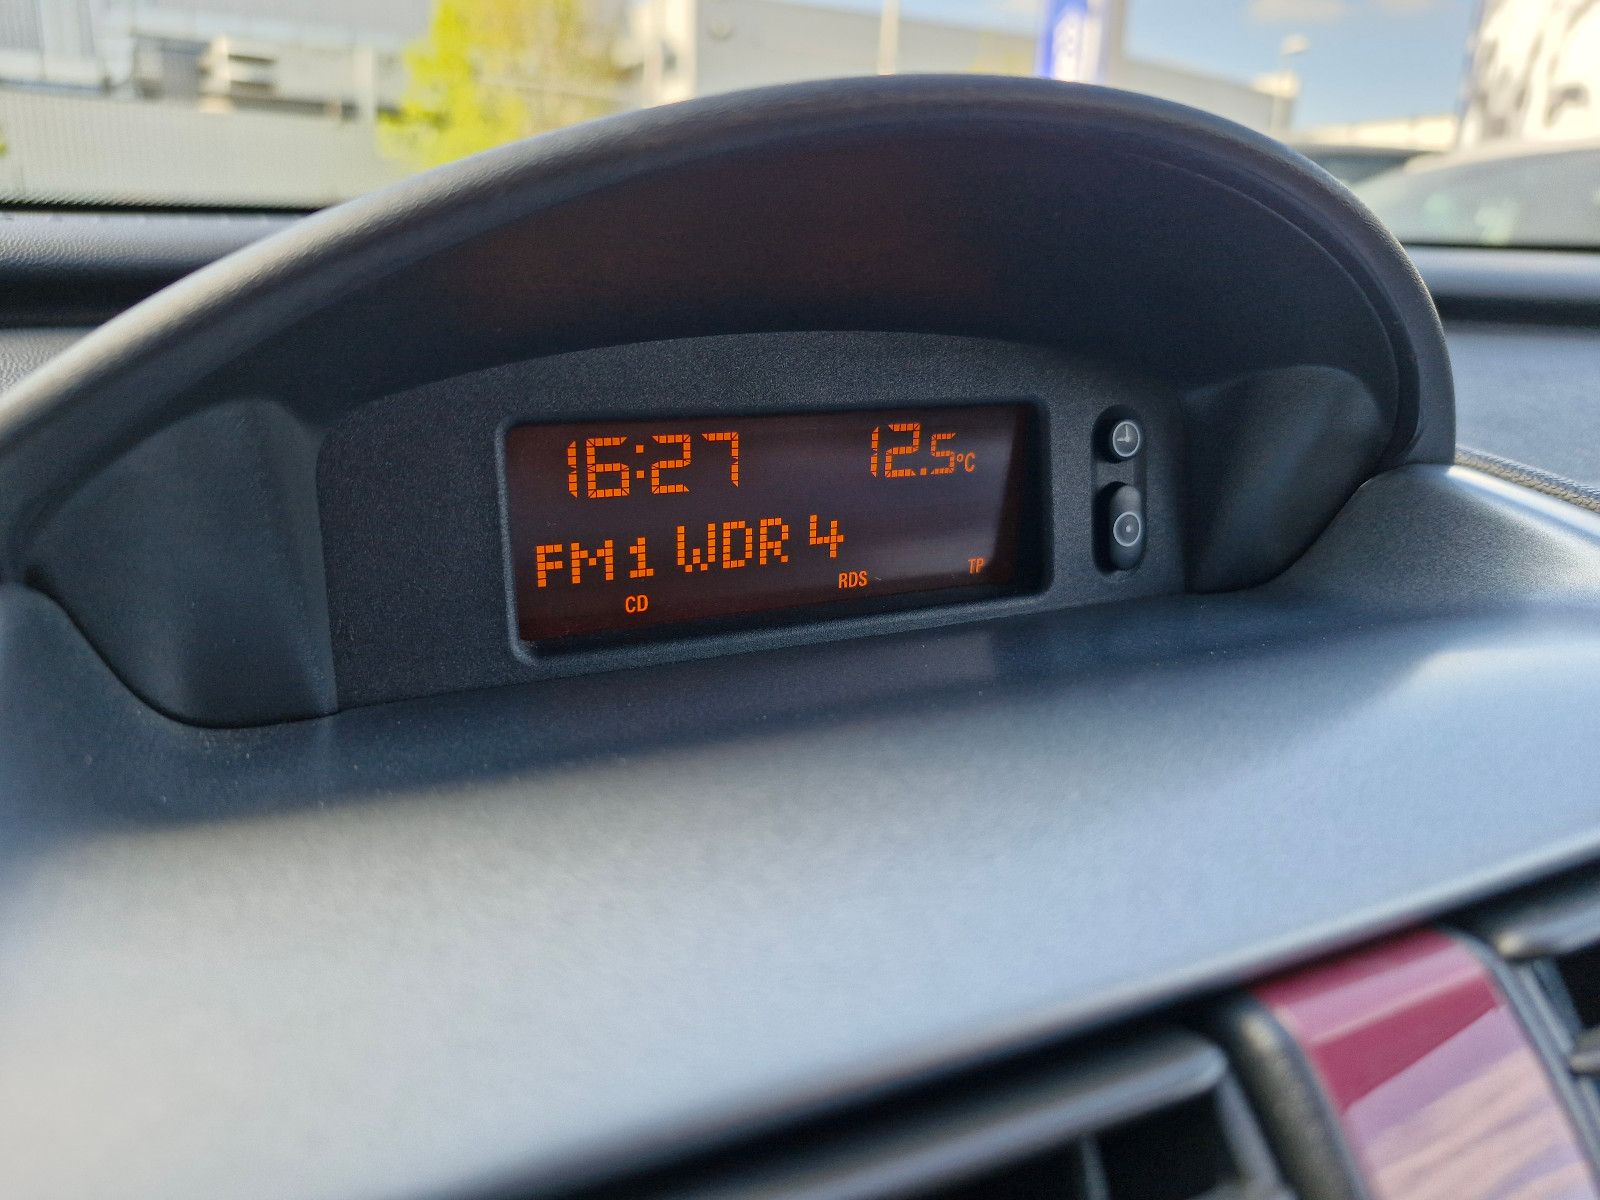 16:27 12.5°C
FM1 WDR 4
CD RDS TP